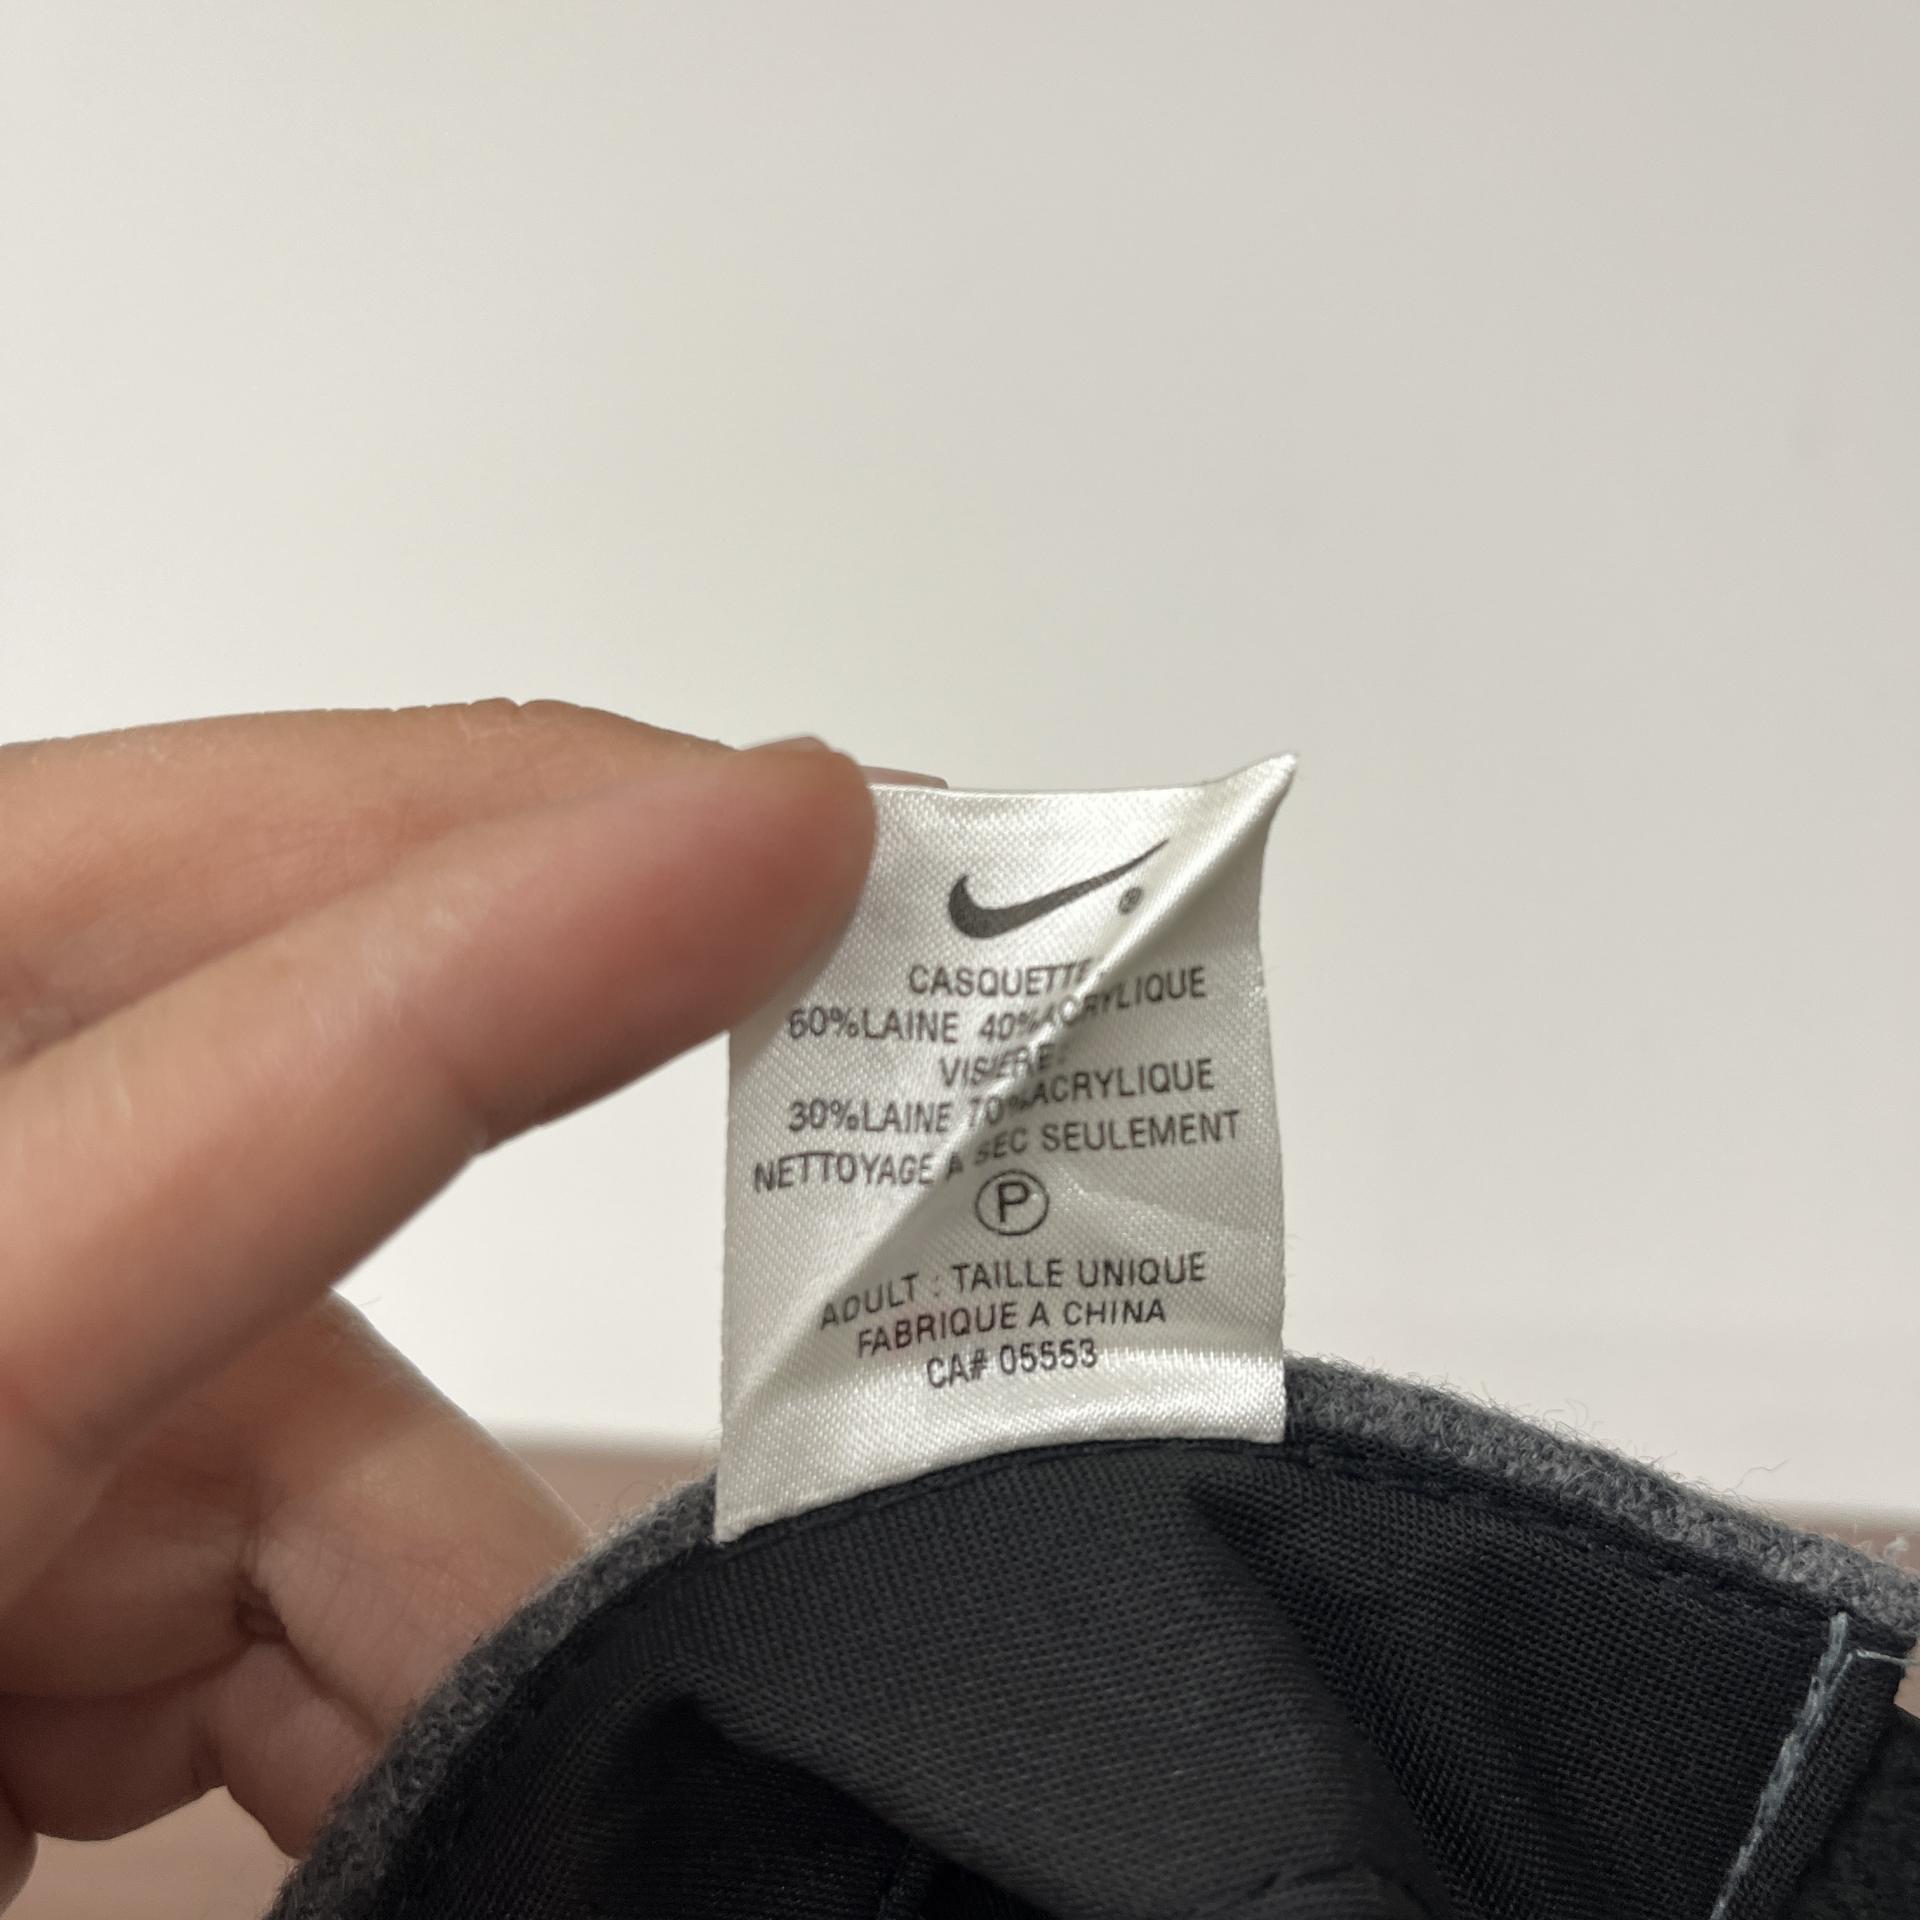 ®
CASQUETTE
60%LAINE 40%ACRYLIQUE
VISIERE:
30%LAINE 70%ACRYLIQUE
NETTOYAGE A SEC SEULEMENT
P
ADULT : TAILLE UNIQUE
FABRIQUE A CHINA
CA# 05553